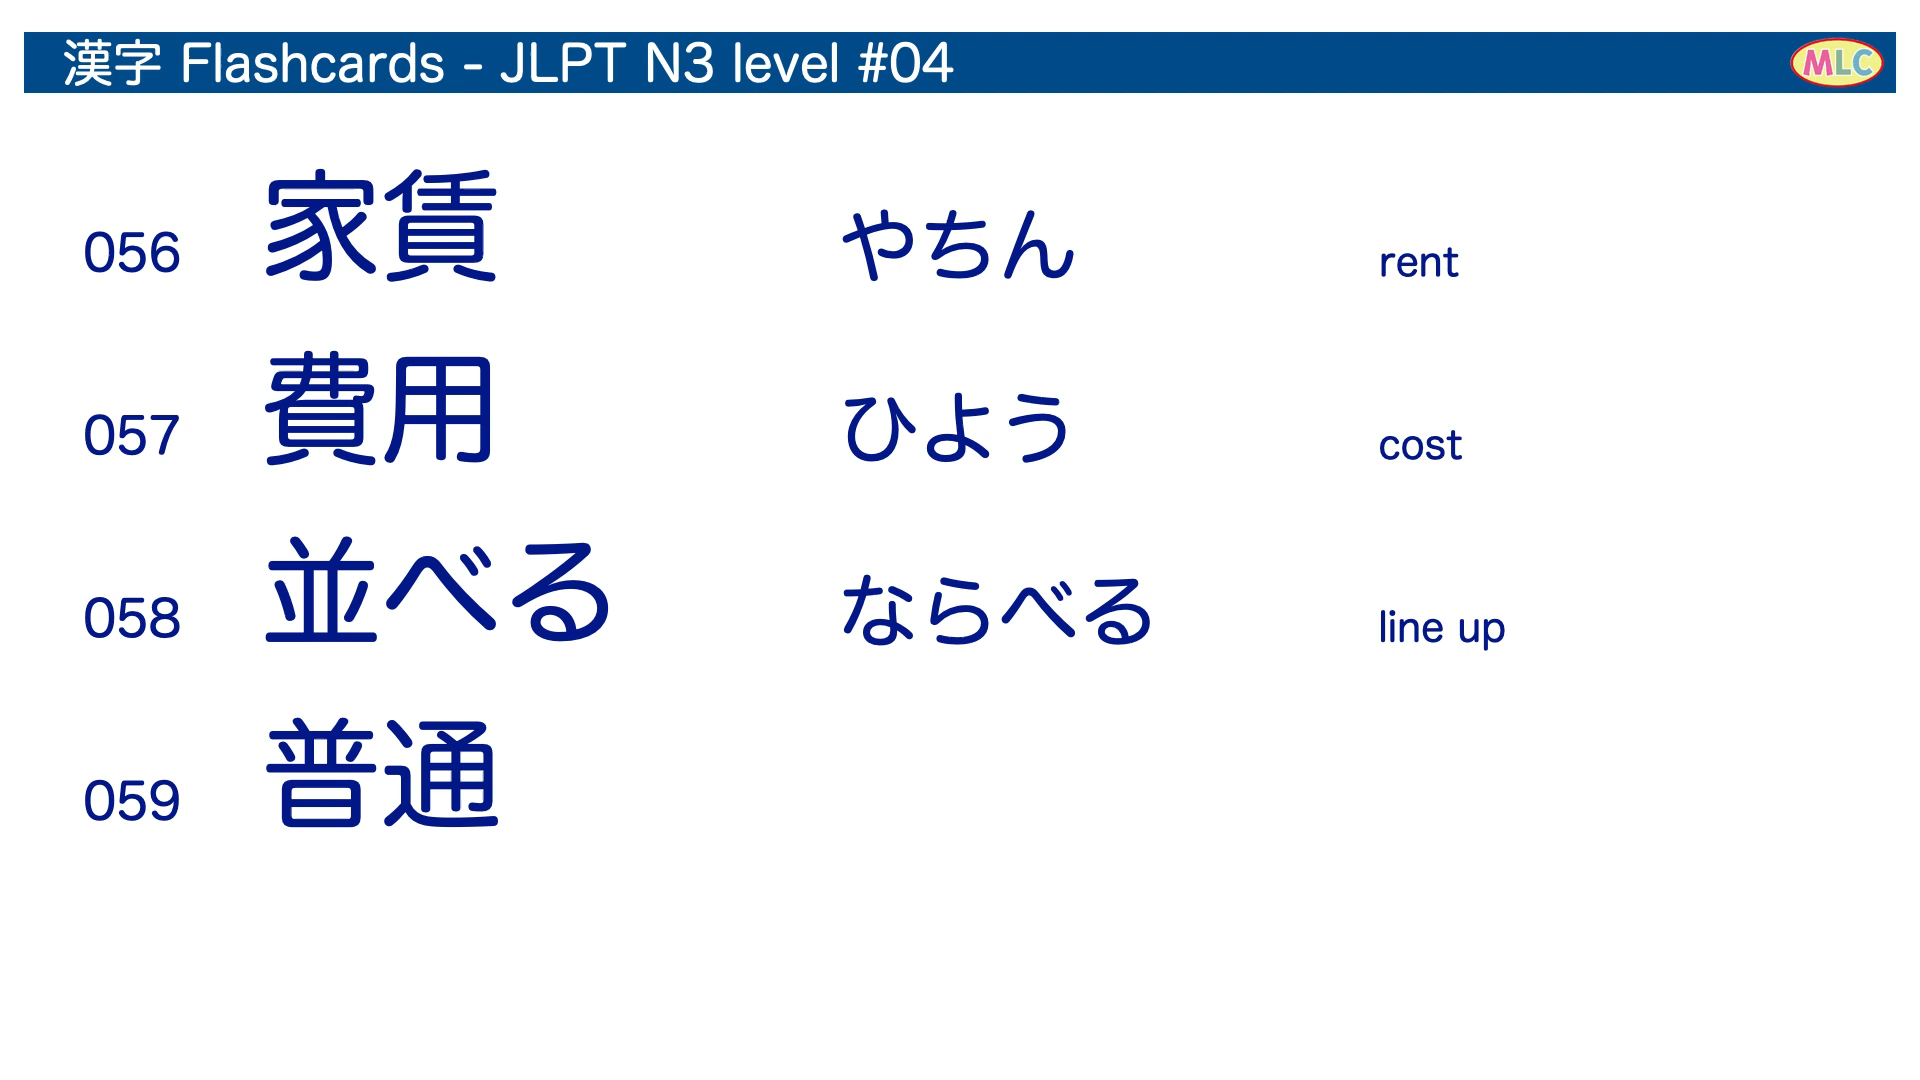 漢字 Flashcards - JLPT N3 level #04 MLC
056 家賃 やちん rent
057 費用 ひよう cost
058 並べる ならべる line up
059 普通